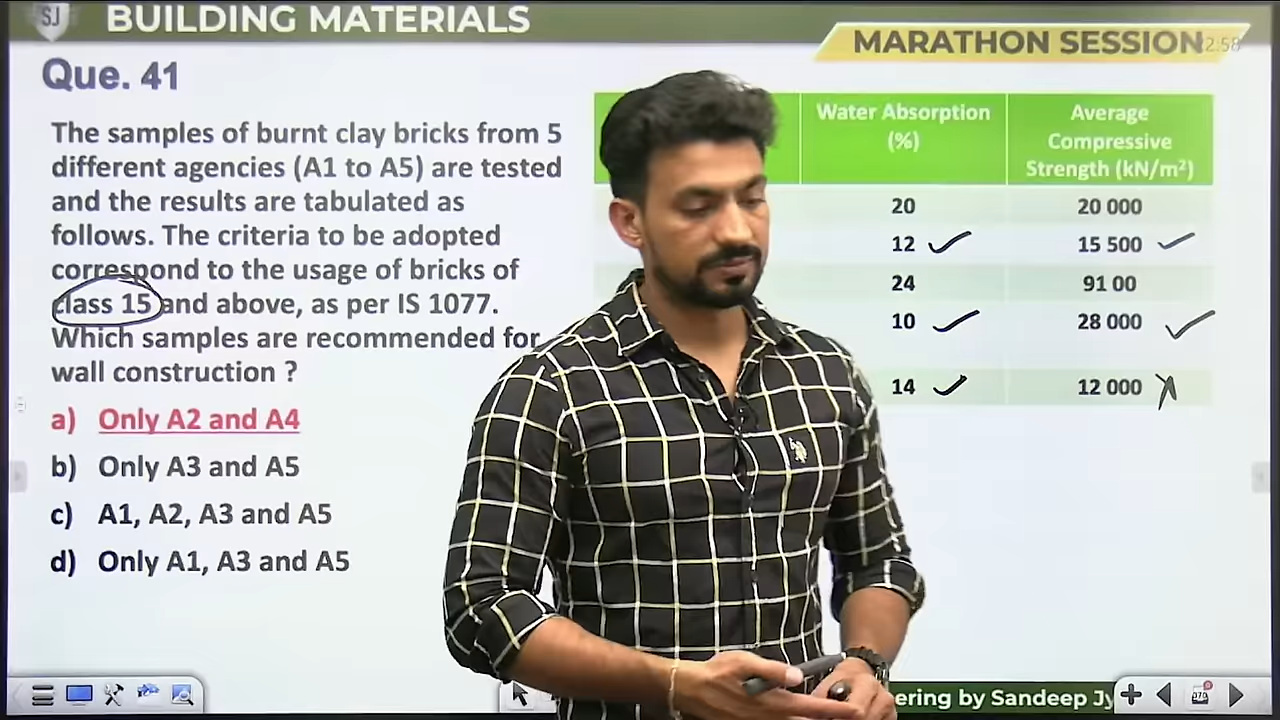 SJ
BUILDING MATERIALS
MARATHON SESSION
2:58
Que. 41
The samples of burnt clay bricks from 5
different agencies (A1 to A5) are tested
and the results are tabulated as
follows. The criteria to be adopted
correspond to the usage of bricks of
class 15 and above, as per IS 1077.
Which samples are recommended for
wall construction ?
a) Only A2 and A4
b) Only A3 and A5
c) A1, A2, A3 and A5
d) Only A1, A3 and A5
Water Absorption
(%)
Average
Compressive
Strength (kN/m²)
20 20 000
12 15 500
24 91 00
10 28 000
14 12 000
ering by Sandeep Jy